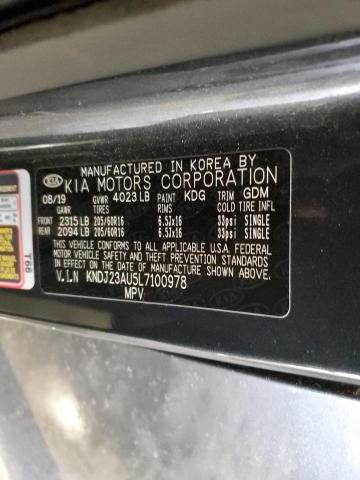 MANUFACTURED IN KOREA BY
KIA KIA MOTORS CORPORATION
08/19 GVWR 4023 LB PAINT KDG TRIM GDM
GAWR TIRES RIMS COLD TIRE INFL
FRONT 2315 LB 205/60R16 6.5Jx16 33psi SINGLE
REAR 2094 LB 205/60R16 6.5Jx16 33psi SINGLE
THIS VEHICLE CONFORMS TO ALL APPLICABLE U.S.A. FEDERAL
MOTOR VEHICLE SAFETY AND THEFT PREVENTION STANDARDS
IN EFFECT ON THE DATE OF MANUFACTURE SHOWN ABOVE.
V.I.N KNDJ23AU5L7100978
MPV
T66